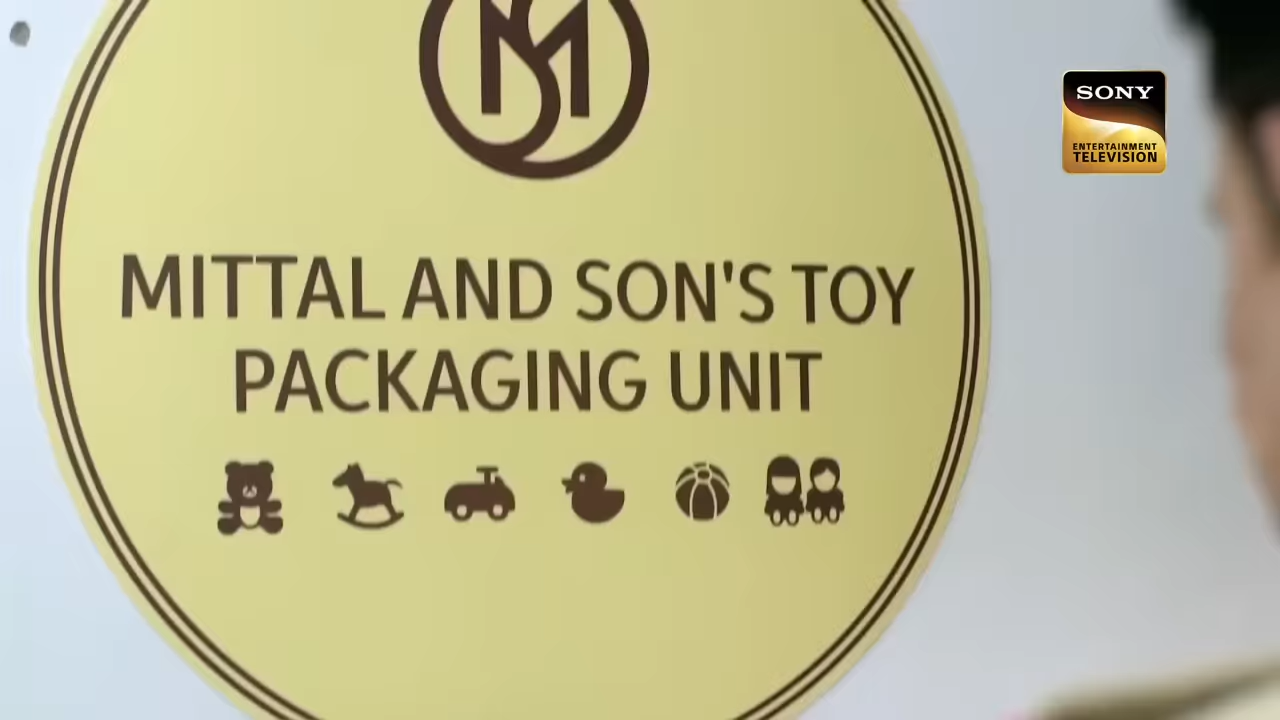 MITTAL AND SON'S TOY
PACKAGING UNIT
SONY
ENTERTAINMENT
TELEVISION